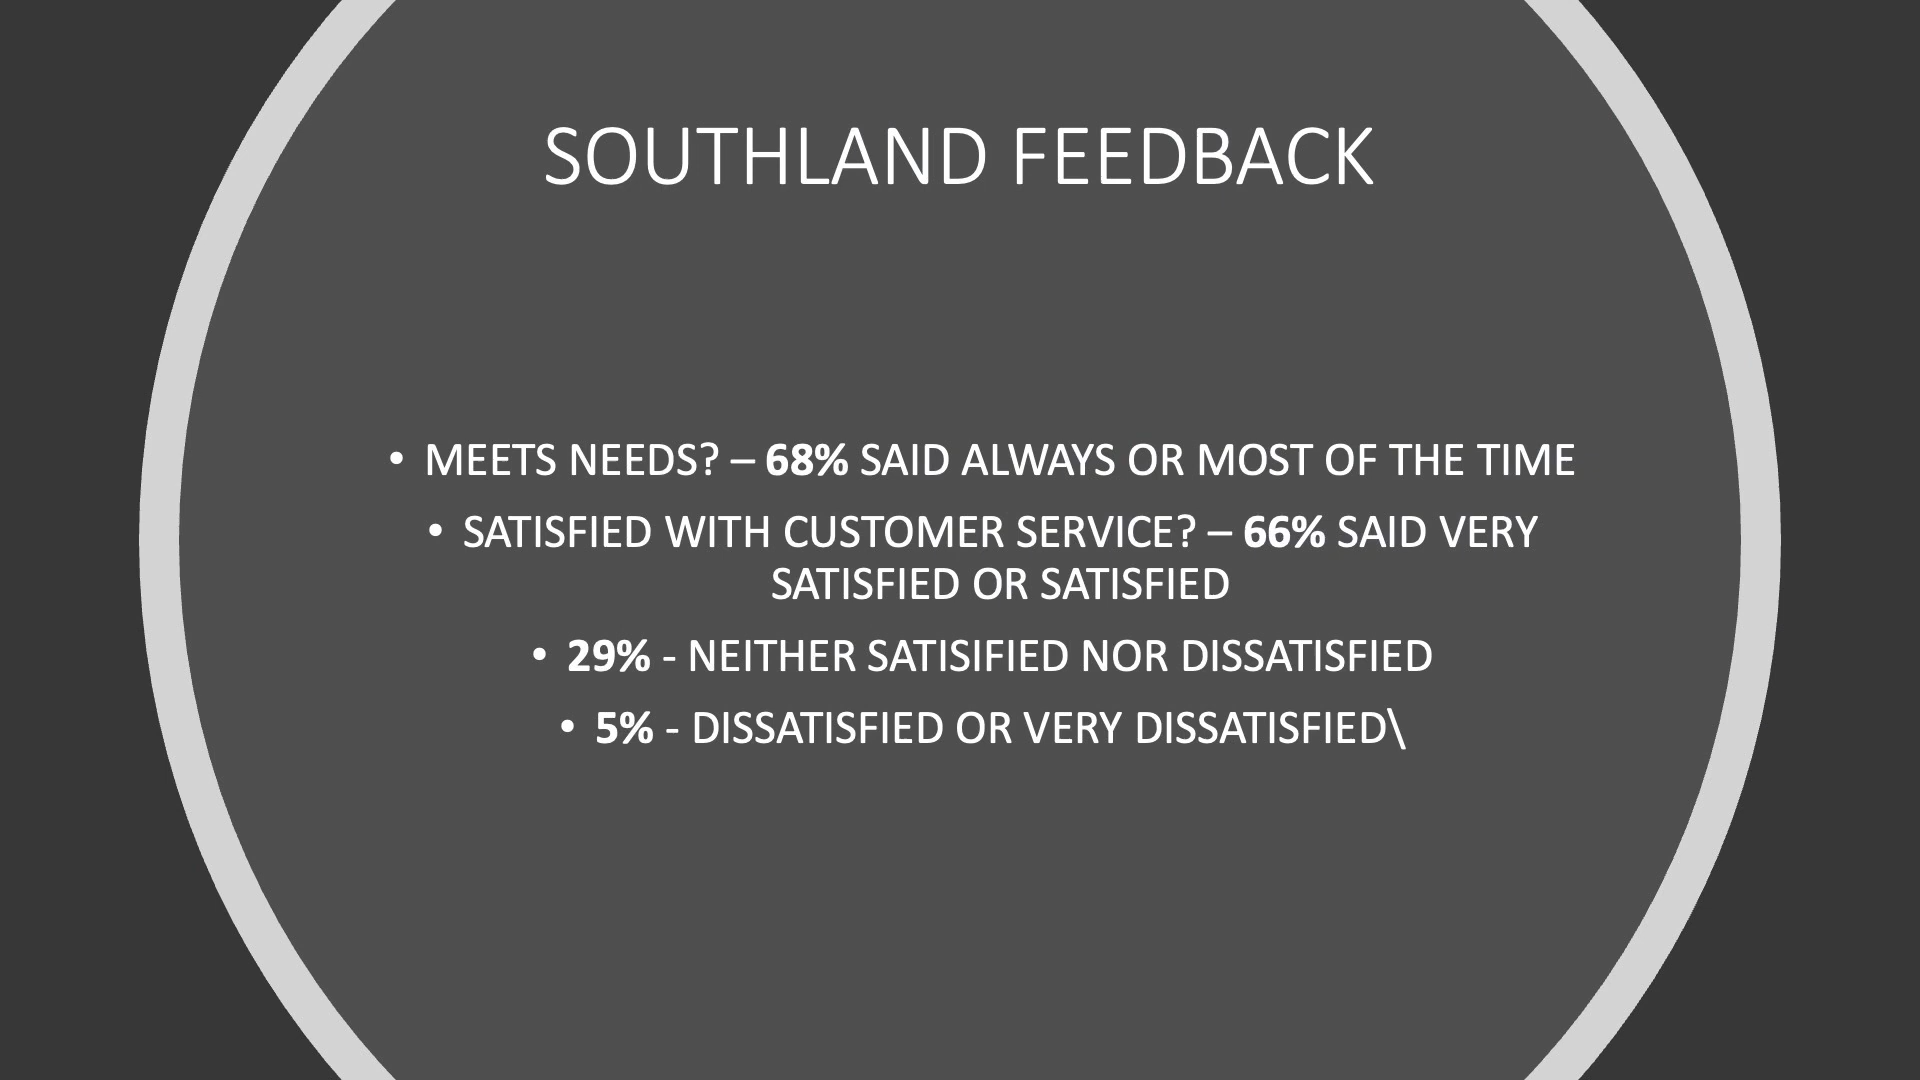 SOUTHLAND FEEDBACK
• MEETS NEEDS? – 68% SAID ALWAYS OR MOST OF THE TIME
• SATISFIED WITH CUSTOMER SERVICE? – 66% SAID VERY
SATISFIED OR SATISFIED
• 29% - NEITHER SATISIFIED NOR DISSATISFIED
• 5% - DISSATISFIED OR VERY DISSATISFIED\